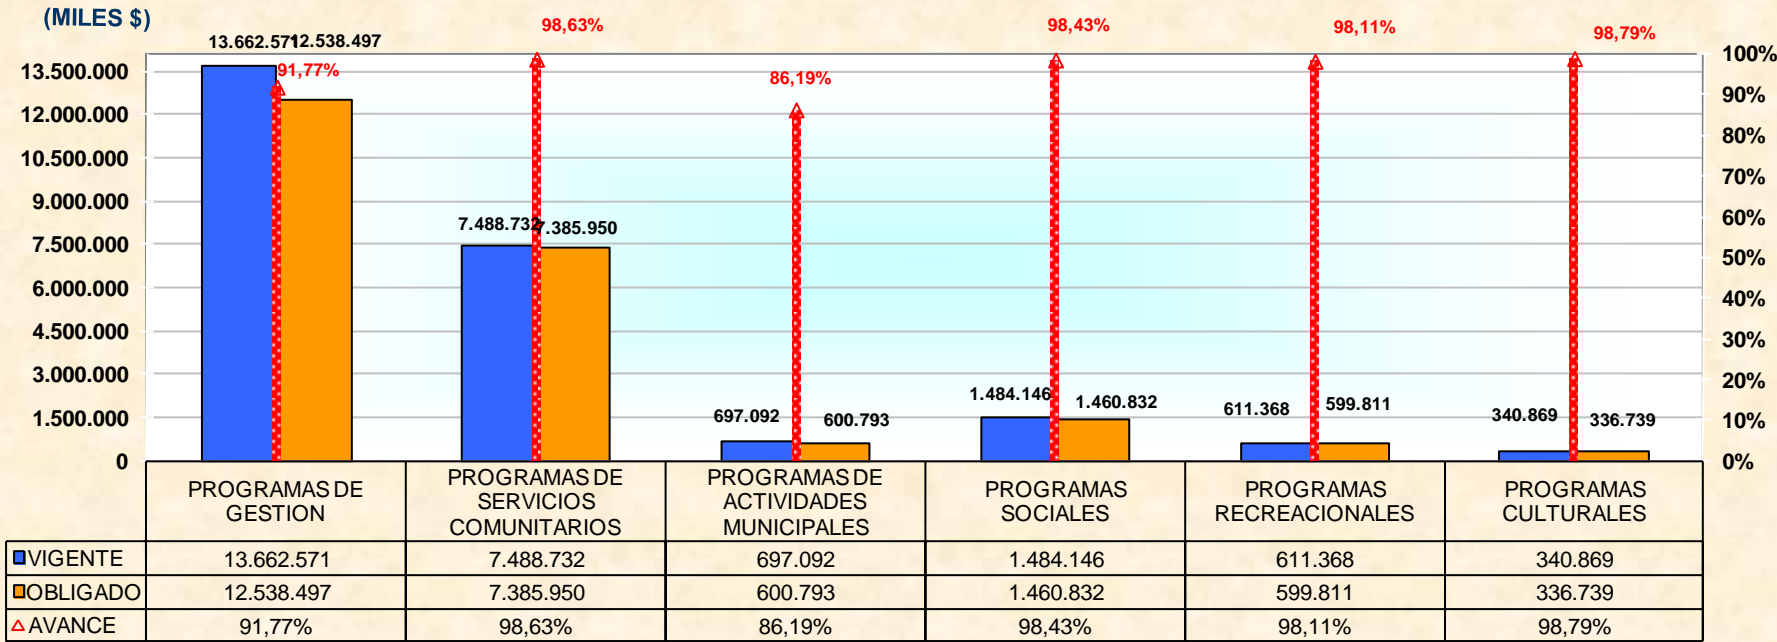 (MILES $)
13.662.571
12.538.497
98,63%
98,43%
98,11%
98,79%
91,77%
86,19%
13.500.000
12.000.000
10.500.000
9.000.000
7.500.000
6.000.000
4.500.000
3.000.000
1.500.000
0
100%
90%
80%
70%
60%
50%
40%
30%
20%
10%
0%
7.488.732
7.385.950
697.092
600.793
1.484.146
1.460.832
611.368
599.811
340.869
336.739
PROGRAMAS DE
GESTION
PROGRAMAS DE
SERVICIOS
COMUNITARIOS
PROGRAMAS DE
ACTIVIDADES
MUNICIPALES
PROGRAMAS
SOCIALES
PROGRAMAS
RECREACIONALES
PROGRAMAS
CULTURALES
VIGENTE 13.662.571 7.488.732 697.092 1.484.146 611.368 340.869
OBLIGADO 12.538.497 7.385.950 600.793 1.460.832 599.811 336.739
AVANCE 91,77% 98,63% 86,19% 98,43% 98,11% 98,79%